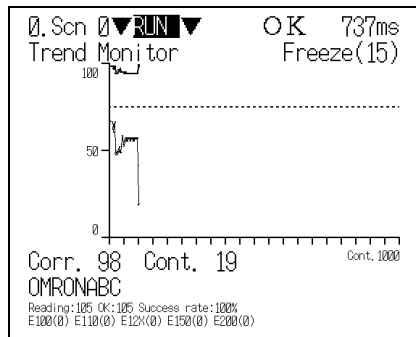 0.Scn 0▼RUN ▼ OK 737ms
Trend Monitor Freeze(15)
100
50
0
Cont.1000
Corr. 98 Cont. 19
OMRONABC
Reading:105 OK:105 Success rate:100%
E100(0) E110(0) E12X(0) E150(0) E200(0)